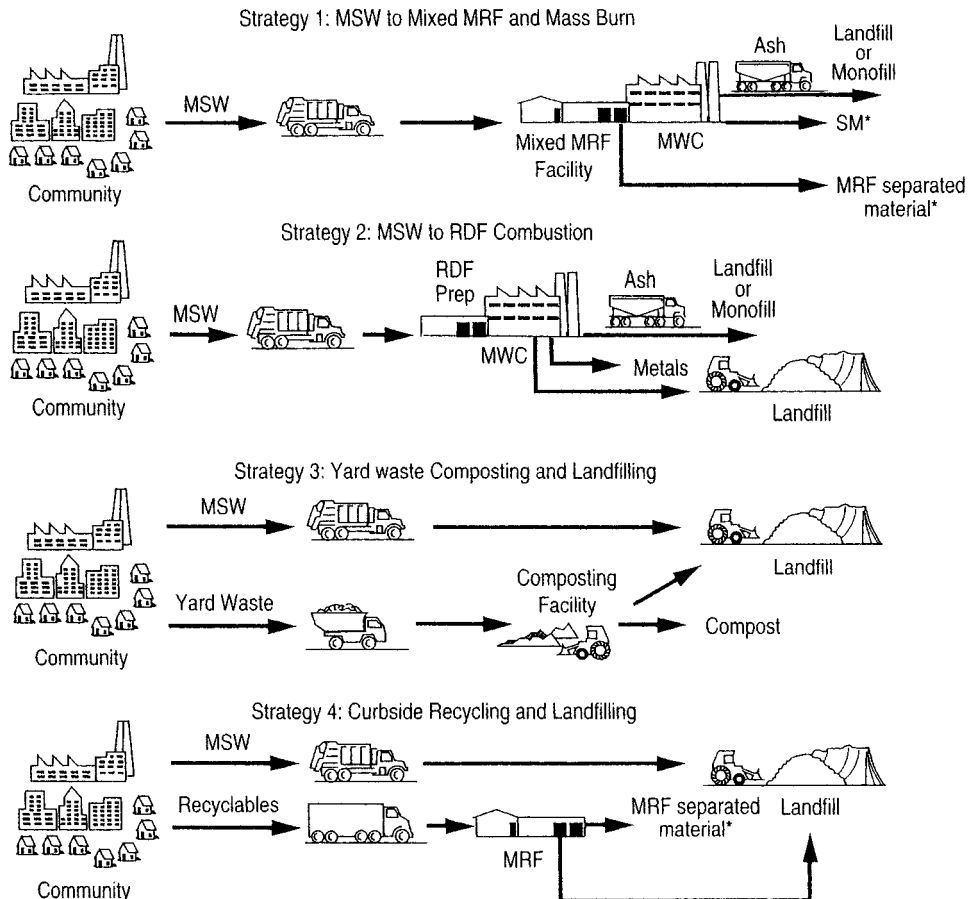 Strategy 1: MSW to Mixed MRF and Mass Burn
MSW
Ash
Landfill
or
Monofill
SM*
Mixed MRF
Facility
MWC
MRF separated
material*
Community
Strategy 2: MSW to RDF Combustion
MSW
RDF
Prep
Ash
Landfill
or
Monofill
MWC
Metals
Landfill
Community
Strategy 3: Yard waste Composting and Landfilling
MSW
Landfill
Yard Waste
Composting
Facility
Compost
Community
Strategy 4: Curbside Recycling and Landfilling
MSW
Recyclables
MRF separated
material*
Landfill
MRF
Community